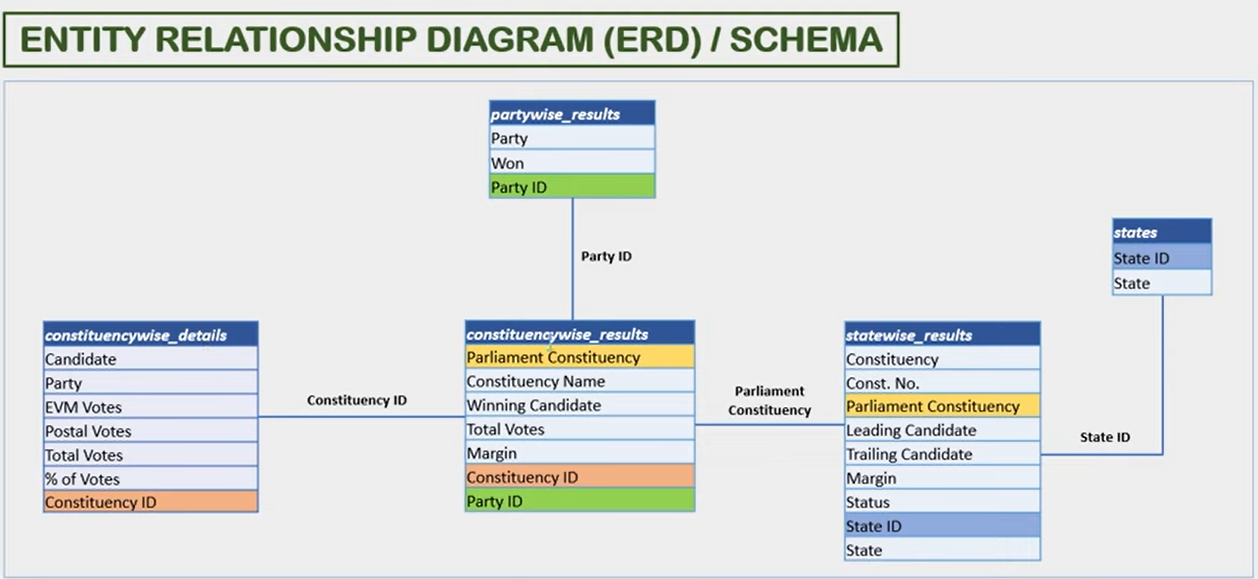 ENTITY RELATIONSHIP DIAGRAM (ERD) / SCHEMA
partywise_results
Party
Won
Party ID
Party ID
states
State ID
State
constituencywise_details
Candidate
Party
EVM Votes
Postal Votes
Total Votes
% of Votes
Constituency ID
Constituency ID
constituencywise_results
Parliament Constituency
Constituency Name
Winning Candidate
Total Votes
Margin
Constituency ID
Party ID
Parliament
Constituency
statewise_results
Constituency
Const. No.
Parliament Constituency
Leading Candidate
Trailing Candidate
Margin
Status
State ID
State
State ID